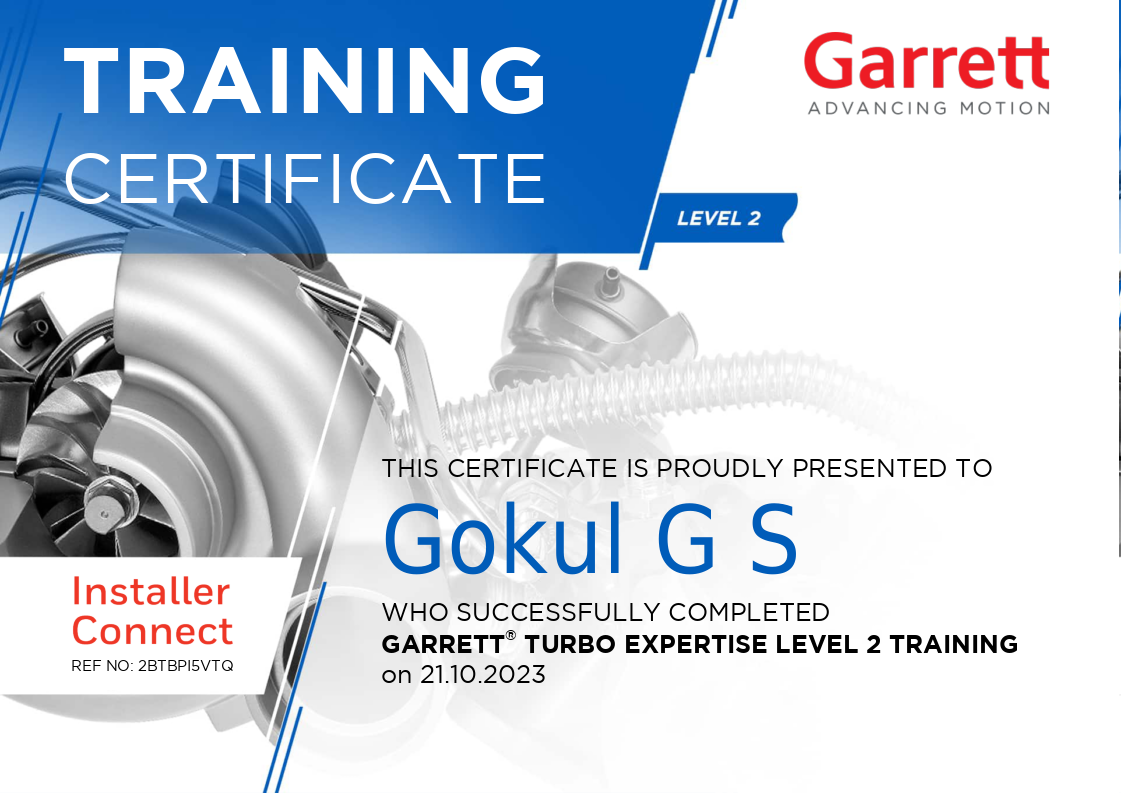 TRAINING
CERTIFICATE
Garrett
ADVANCING MOTION
LEVEL 2
THIS CERTIFICATE IS PROUDLY PRESENTED TO
Gokul G S
WHO SUCCESSFULLY COMPLETED
GARRETT® TURBO EXPERTISE LEVEL 2 TRAINING
on 21.10.2023
Installer
Connect
REF NO: 2BTBPI5VTQ